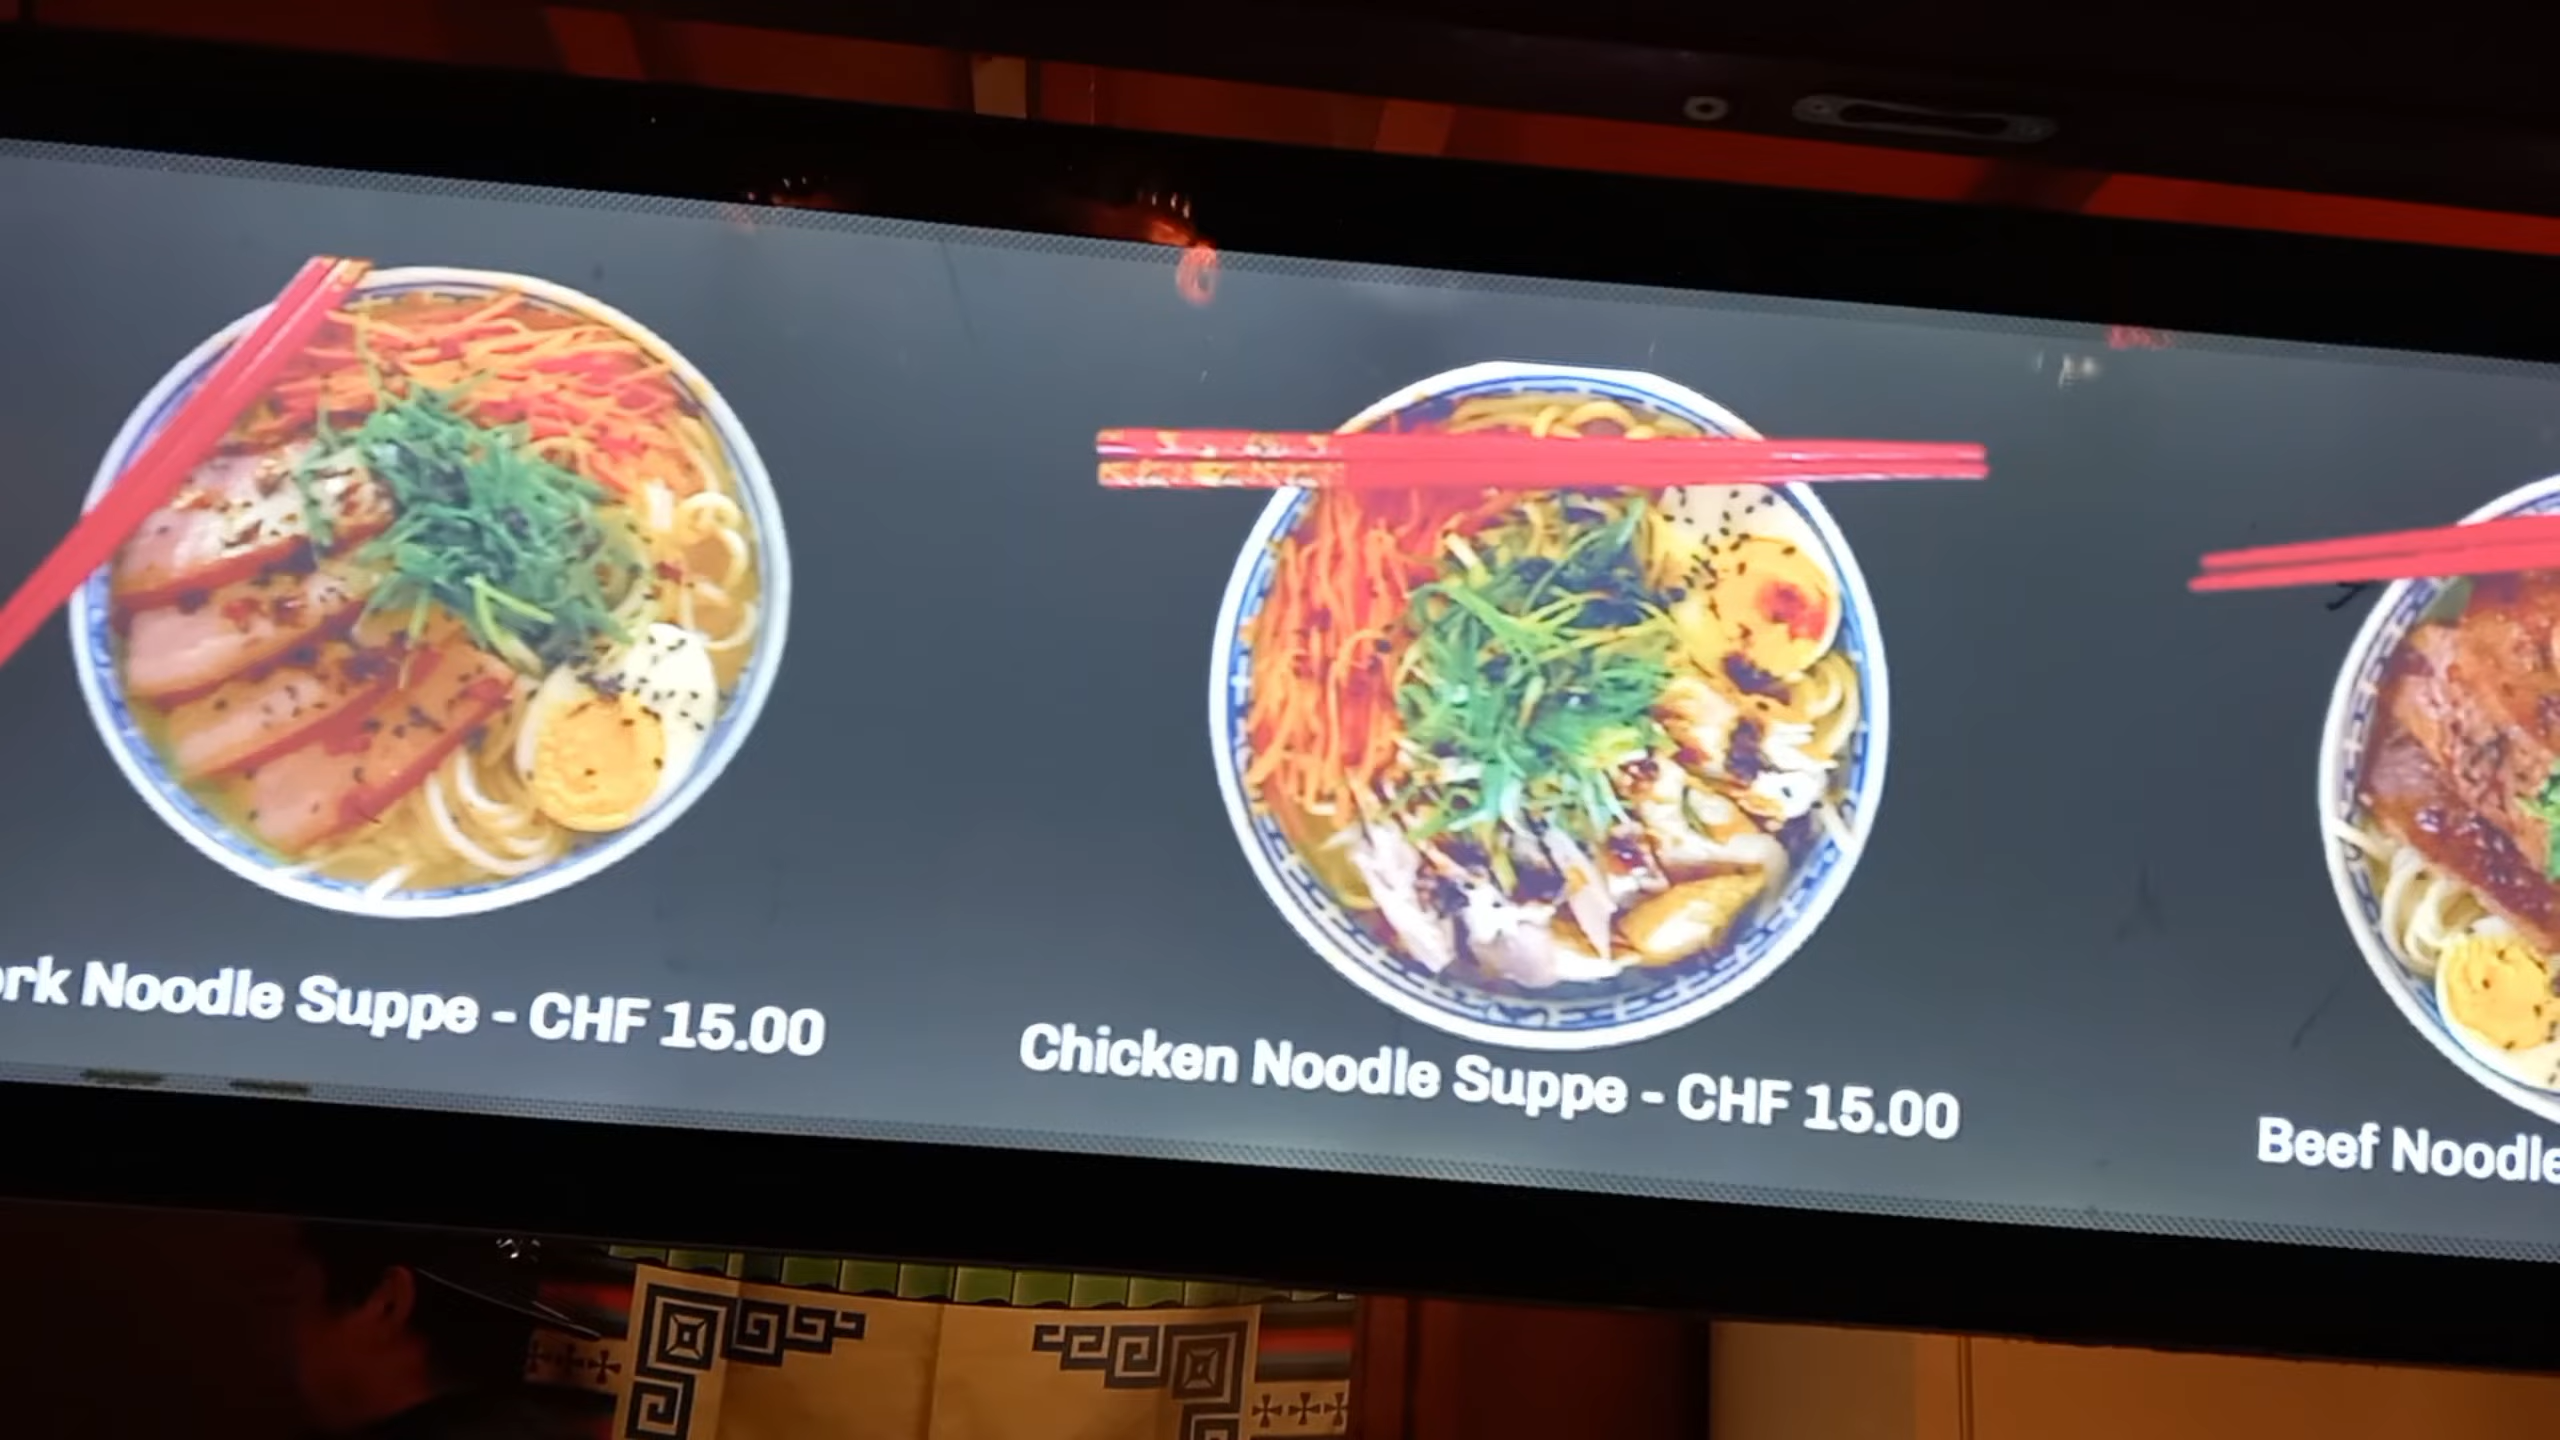 Noodle Suppe - CHF 15.00
Chicken Noodle Suppe - CHF 15.00
Beef